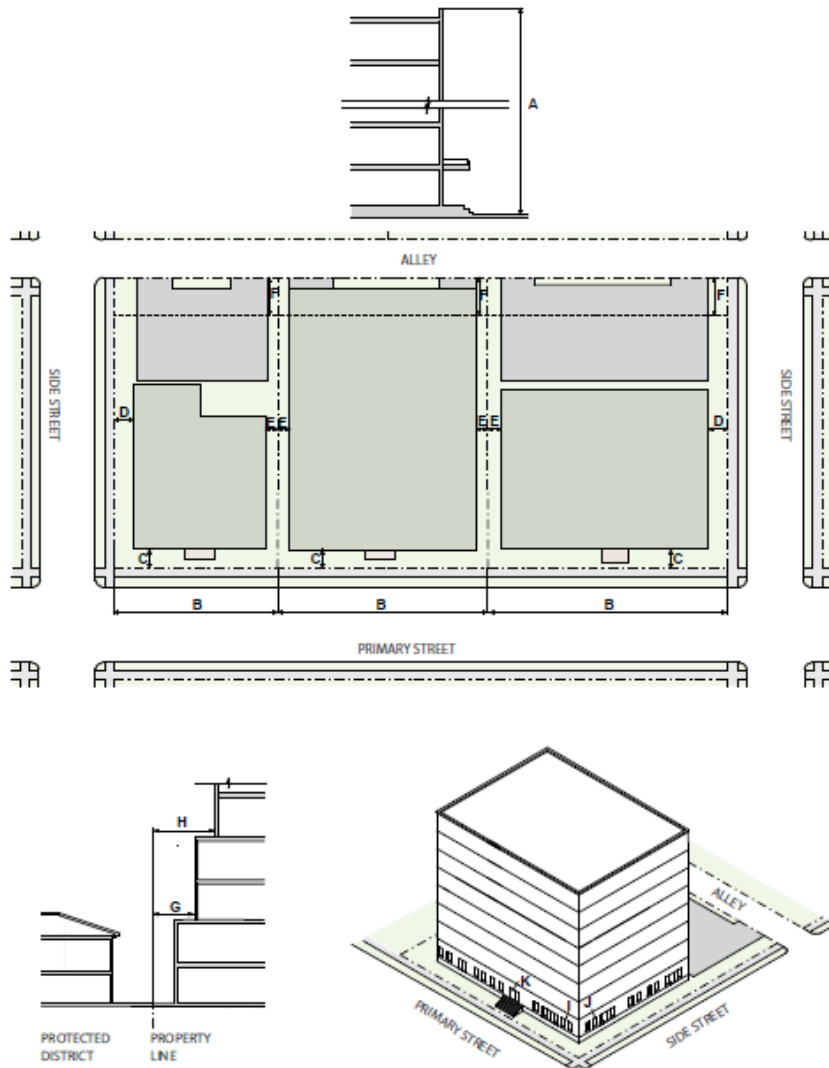 A
ALLEY
F
F
F
SIDE STREET
SIDE STREET
D
E E
E E
D
C
C
C
B
B
B
PRIMARY STREET
H
G
PROTECTED
DISTRICT
PROPERTY
LINE
ALLEY
K
I
J
PRIMARY STREET
SIDE STREET